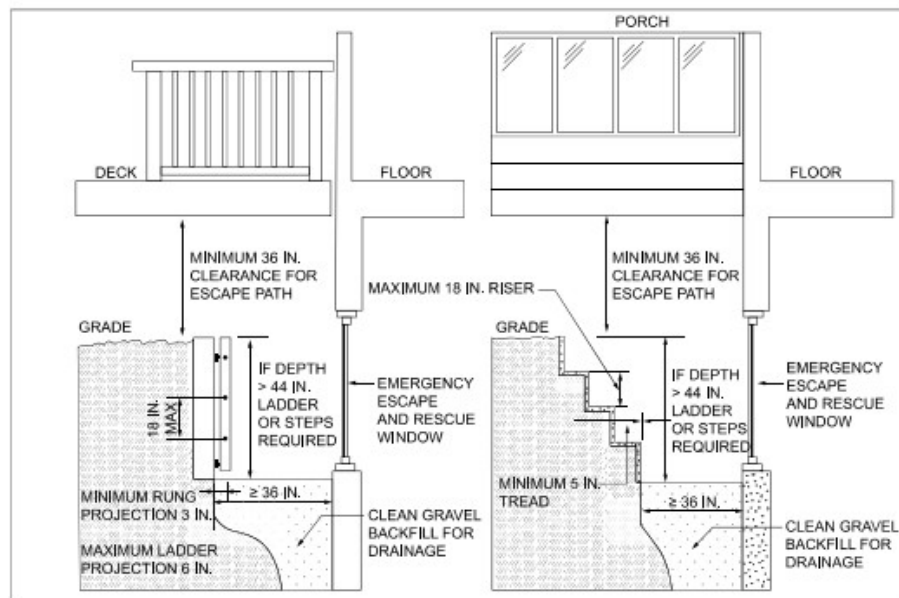 DECK
FLOOR
MINIMUM 36 IN.
CLEARANCE FOR
ESCAPE PATH
GRADE
18 IN.
MAX
IF DEPTH
> 44 IN.
LADDER
OR STEPS
REQUIRED
EMERGENCY
ESCAPE
AND RESCUE
WINDOW
MINIMUM RUNG
PROJECTION 3 IN.
≥ 36 IN.
MAXIMUM LADDER
PROJECTION 6 IN.
CLEAN GRAVEL
BACKFILL FOR
DRAINAGE
PORCH
FLOOR
MINIMUM 36 IN.
CLEARANCE FOR
ESCAPE PATH
MAXIMUM 18 IN. RISER
GRADE
IF DEPTH
> 44 IN.
LADDER
OR STEPS
REQUIRED
EMERGENCY
ESCAPE
AND RESCUE
WINDOW
MINIMUM 5 IN.
TREAD
≥ 36 IN.
CLEAN GRAVEL
BACKFILL FOR
DRAINAGE